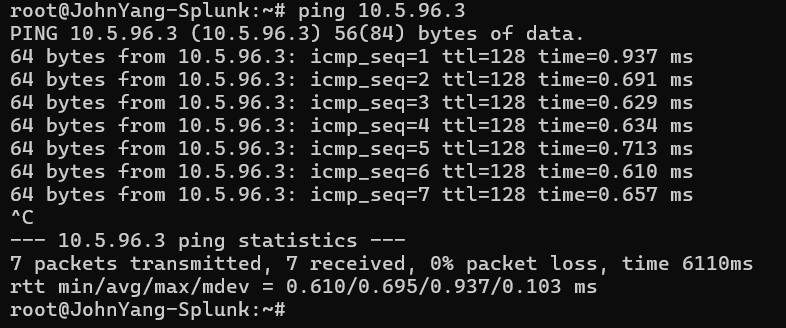 root@JohnYang-Splunk:~# ping 10.5.96.3
PING 10.5.96.3 (10.5.96.3) 56(84) bytes of data.
64 bytes from 10.5.96.3: icmp_seq=1 ttl=128 time=0.937 ms
64 bytes from 10.5.96.3: icmp_seq=2 ttl=128 time=0.691 ms
64 bytes from 10.5.96.3: icmp_seq=3 ttl=128 time=0.629 ms
64 bytes from 10.5.96.3: icmp_seq=4 ttl=128 time=0.634 ms
64 bytes from 10.5.96.3: icmp_seq=5 ttl=128 time=0.713 ms
64 bytes from 10.5.96.3: icmp_seq=6 ttl=128 time=0.610 ms
64 bytes from 10.5.96.3: icmp_seq=7 ttl=128 time=0.657 ms
^C
--- 10.5.96.3 ping statistics ---
7 packets transmitted, 7 received, 0% packet loss, time 6110ms
rtt min/avg/max/mdev = 0.610/0.695/0.937/0.103 ms
root@JohnYang-Splunk:~#